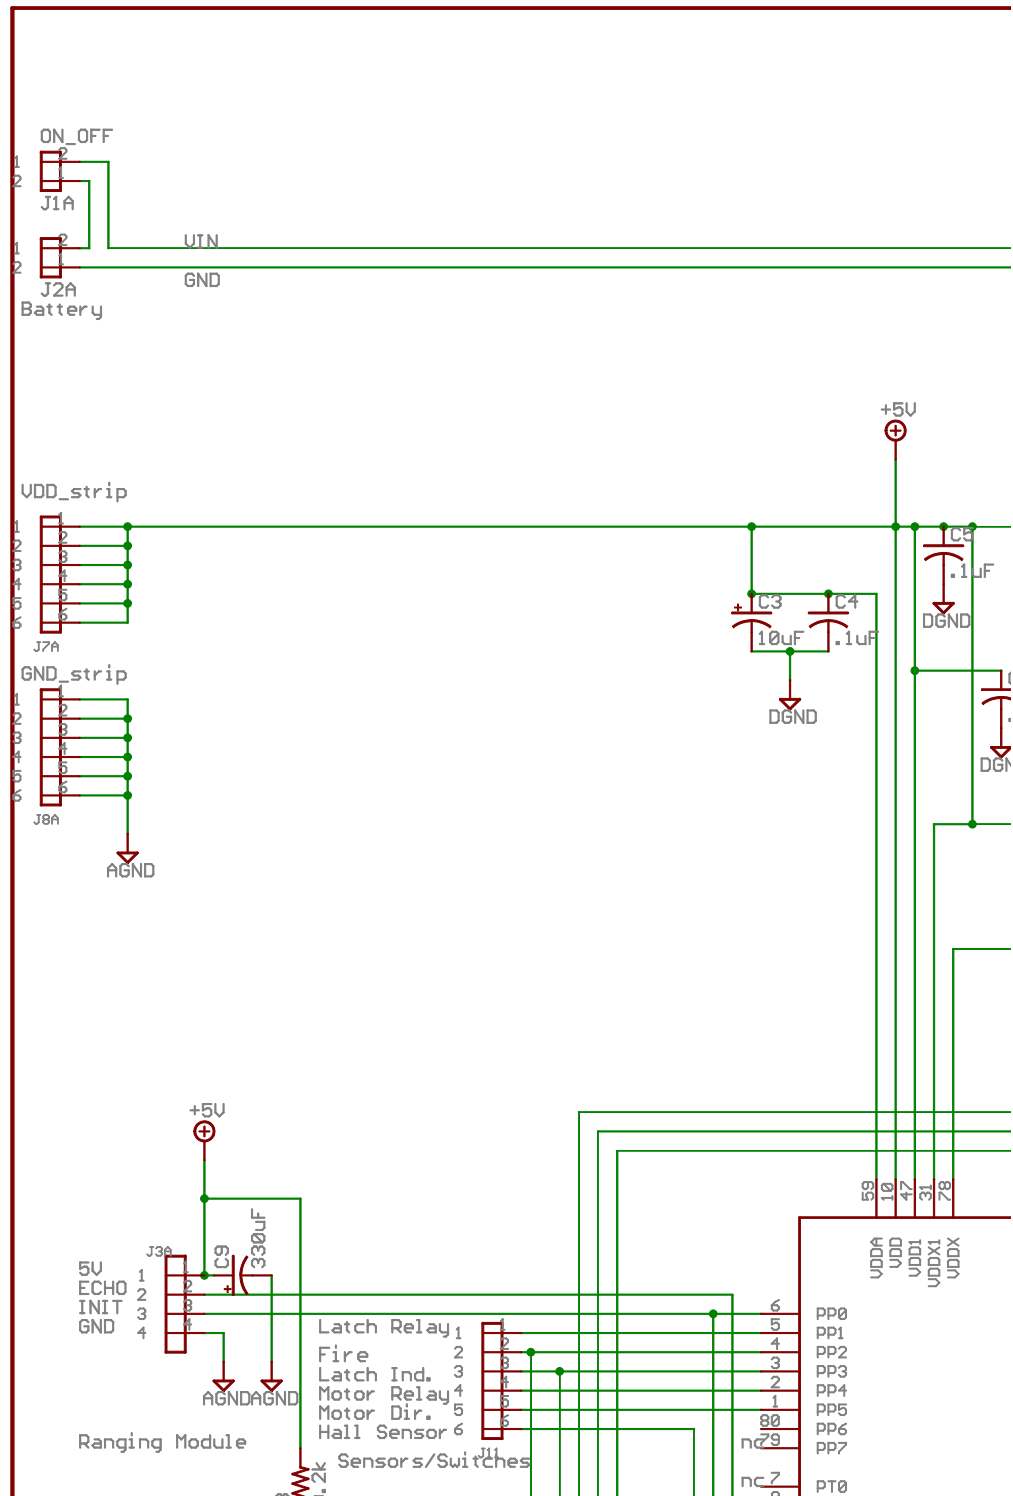 ON_OFF
1 2
2 1
J1A
1 2
2 1
VIN
GND
J2A
Battery
+5V
VDD_strip
1 1
2 2
3 3
4 4
5 5
6 6
J7A
C5
.1uF
DGND
C3
10uF
C4
.1uF
DGND
DGN
GND_strip
1 1
2 2
3 3
4 4
5 5
6 6
J8A
AGND
+5V
59 10 47 31 78
VDDA VDD VDD1 VDDX1 VDDX
J3A
C9
330uF
5V 1 1
ECHO 2 2
INIT 3 3
GND 4 4
AGND AGND
Ranging Module
Latch Relay 1 1
Fire 2 2
Latch Ind. 3 3
Motor Relay 4 4
Motor Dir. 5 5
Hall Sensor 6 6
J11
Sensors/Switches
6 PP0
5 PP1
4 PP2
3 PP3
2 PP4
1 PP5
80 PP6
nc 79 PP7
nc 7 PT0
.2k